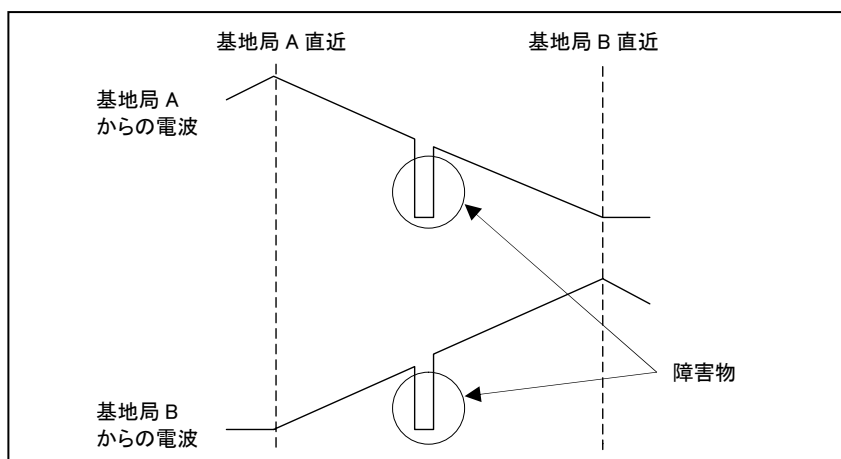 基地局 A 直近
基地局 B 直近
基地局 A
からの電波
障害物
基地局 B
からの電波